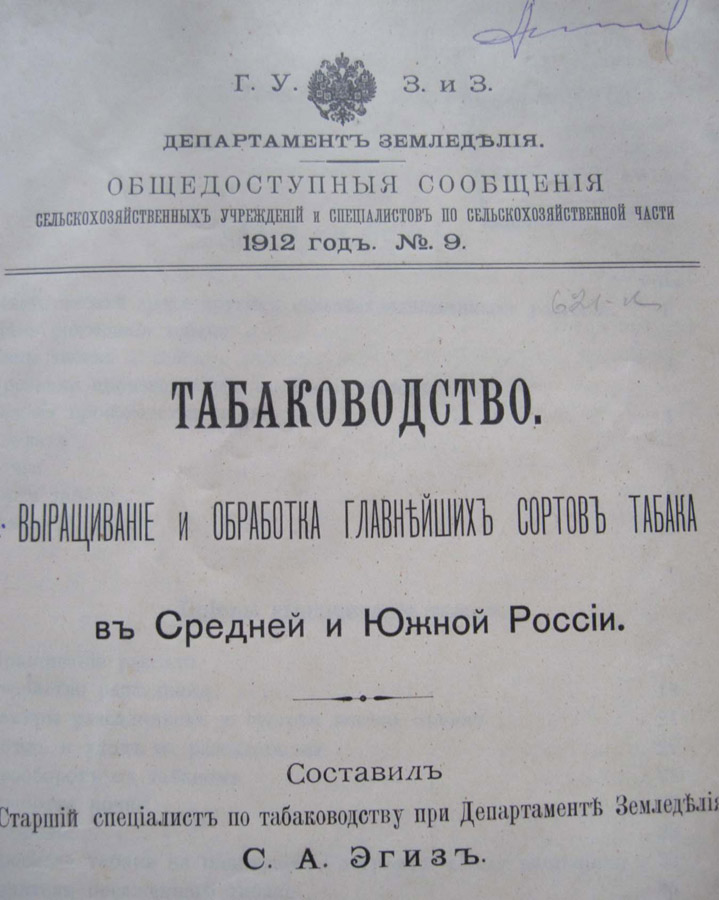 Г. У. З. и З.
ДЕПАРТАМЕНТЪ ЗЕМЛЕДѢЛІЯ.
ОБЩЕДОСТУПНЫЯ СООБЩЕНІЯ
СЕЛЬСКОХОЗЯЙСТВЕННЫХЪ УЧРЕЖДЕНІЙ И СПЕЦІАЛИСТОВЪ ПО СЕЛЬСКОХОЗЯЙСТВЕННОЙ ЧАСТИ
1912 годъ. №. 9.
ТАБАКОВОДСТВО.
ВЫРАЩИВАНІЕ И ОБРАБОТКА ГЛАВНѢЙШИХЪ СОРТОВЪ ТАБАКА
въ Средней и Южной Россіи.
Составилъ
Старшій спеціалистъ по табаководству при Департаментѣ Земледѣлія
С. А. Эгизъ.